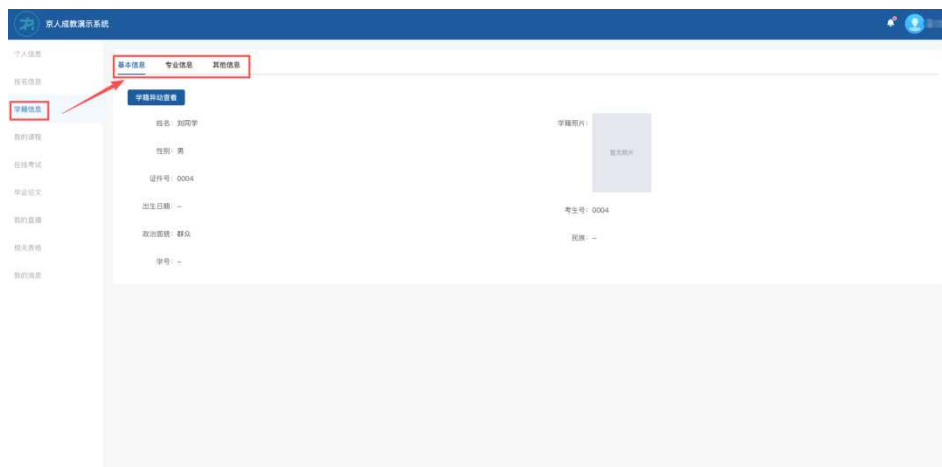 京人成教演示系统
个人信息
报名信息
学籍信息
我的课程
在线考试
毕业论文
我的直播
相关表格
我的消息
基本信息 专业信息 其他信息
学籍异动查看
姓名: 刘同学
学籍照片:
暂无照片
性别: 男
证件号: 0004
出生日期: -
考生号: 0004
政治面貌: 群众
民族: -
学号: -